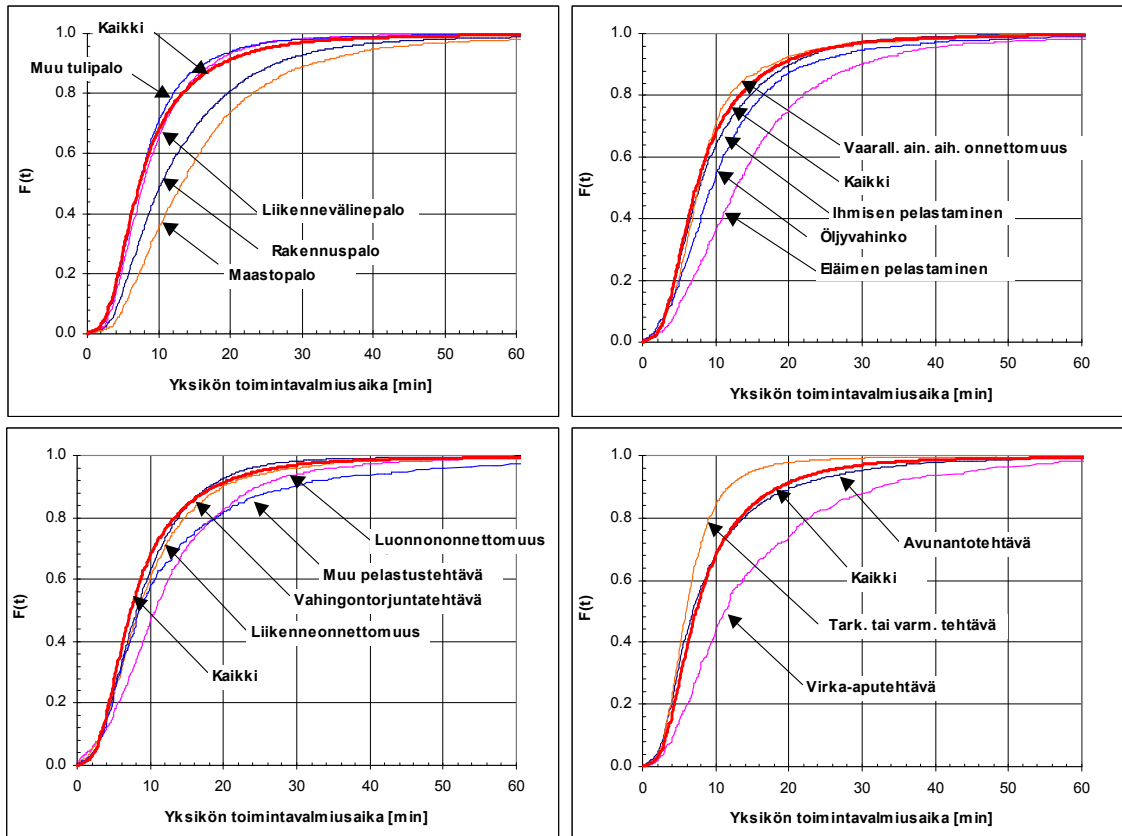 Kaikki
Muu tulipalo
Liikennevälinepalo
Rakennuspalo
Maastopalo
F(t)
1.0
0.8
0.6
0.4
0.2
0.0
0 10 20 30 40 50 60
Yksikön toimintavalmiusaika [min]
Vaarall. ain. aih. onnettomuus
Kaikki
Ihmisen pelastaminen
Öljyvahinko
Eläimen pelastaminen
F(t)
1.0
0.8
0.6
0.4
0.2
0.0
0 10 20 30 40 50 60
Yksikön toimintavalmiusaika [min]
Luonnononnettomuus
Muu pelastustehtävä
Vahingontorjuntatehtävä
Liikenneonnettomuus
Kaikki
F(t)
1.0
0.8
0.6
0.4
0.2
0.0
0 10 20 30 40 50 60
Yksikön toimintavalmiusaika [min]
Avunantotehtävä
Kaikki
Tark. tai varm. tehtävä
Virka-aputehtävä
F(t)
1.0
0.8
0.6
0.4
0.2
0.0
0 10 20 30 40 50 60
Yksikön toimintavalmiusaika [min]